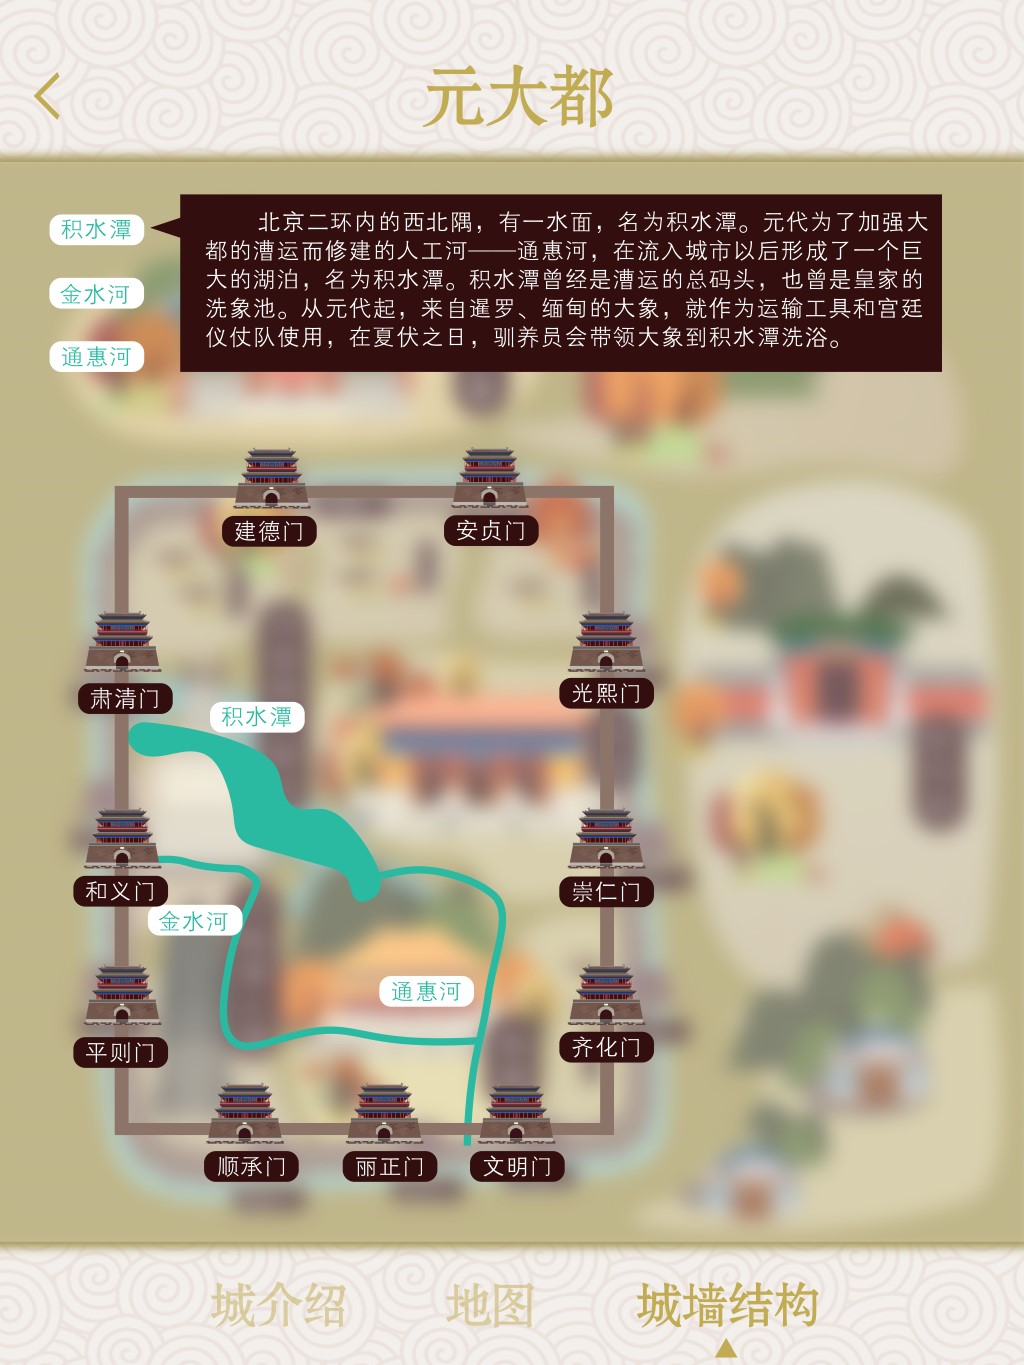 元大都
积水潭
金水河
通惠河
北京二环内的西北隅，有一水面，名为积水潭。元代为了加强大
都的漕运而修建的人工河——通惠河，在流入城市以后形成了一个巨
大的湖泊，名为积水潭。积水潭曾经是漕运的总码头，也曾是皇家的
洗象池。从元代起，来自暹罗、缅甸的大象，就作为运输工具和宫廷
仪仗队使用，在夏伏之日，驯养员会带领大象到积水潭洗浴。
建德门
安贞门
肃清门
光熙门
积水潭
和义门
崇仁门
金水河
通惠河
平则门
齐化门
顺承门
丽正门
文明门
城介绍
地图
城墙结构